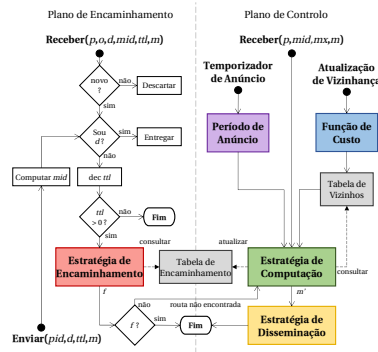 Plano de Encaminhamento
Plano de Controlo
Receber(p,o,d,mid,ttl,m)
Receber(p,mid,mx,m)
Temporizador
de Anúncio
Atualização
de Vizinhança
novo
?
não
Descartar
sim
Sou
d?
sim
Entregar
não
Período de
Anúncio
Função de
Custo
Computar mid
dec ttl
Tabela de
Vizinhos
ttl
> 0 ?
não
Fim
sim
consultar
atualizar
Estratégia de
Encaminhamento
Tabela de
Encaminhamento
Estratégia de
Computação
consultar
f
não
routa não encontrada
m'
f ?
sim
Fim
Estratégia de
Disseminação
Enviar(pid,d,ttl,m)